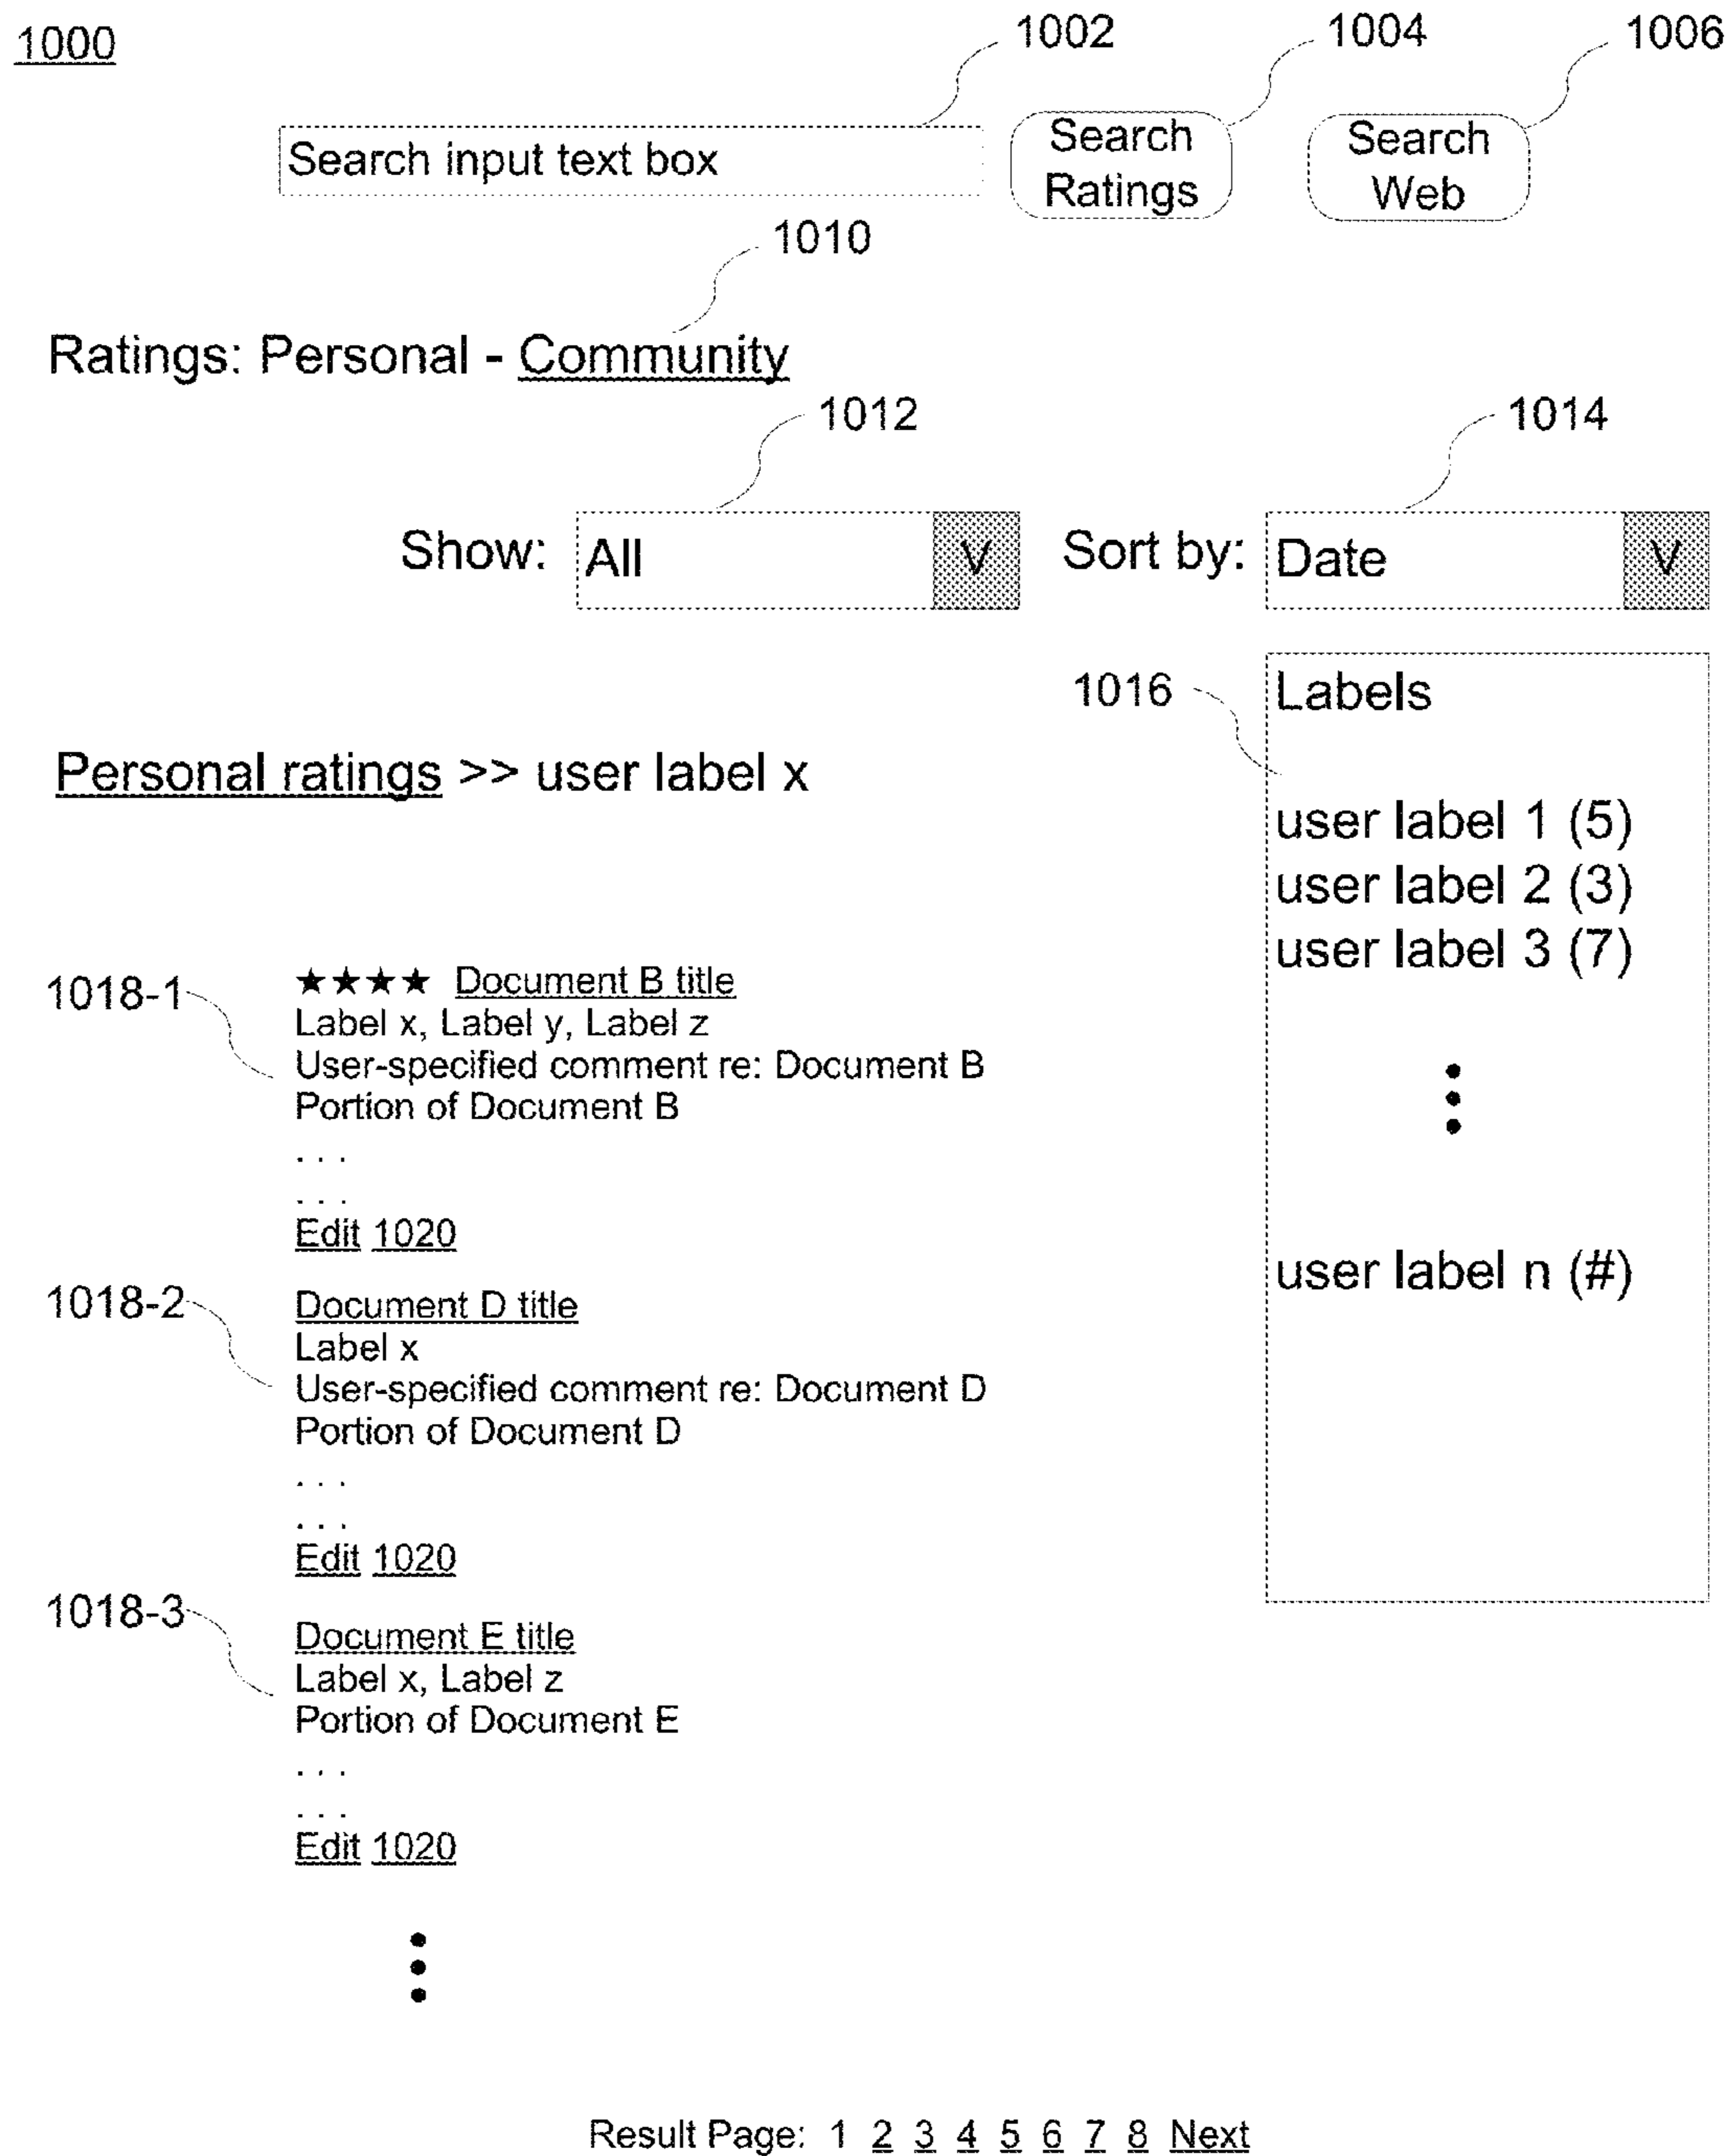 1000
1002
1004
1006
Search input text box
Search
Ratings
Search
Web
1010
Ratings: Personal - Community
1012
1014
Show: All V Sort by: Date V
1016
Labels
Personal ratings >> user label x
user label 1 (5)
user label 2 (3)
user label 3 (7)
user label n (#)
1018-1
★★★★ Document B title
Label x, Label y, Label z
User-specified comment re: Document B
Portion of Document B
. . .
. . .
Edit 1020
1018-2
Document D title
Label x
User-specified comment re: Document D
Portion of Document D
. . .
. . .
Edit 1020
1018-3
Document E title
Label x, Label z
Portion of Document E
. . .
. . .
Edit 1020
Result Page: 1 2 3 4 5 6 7 8 Next